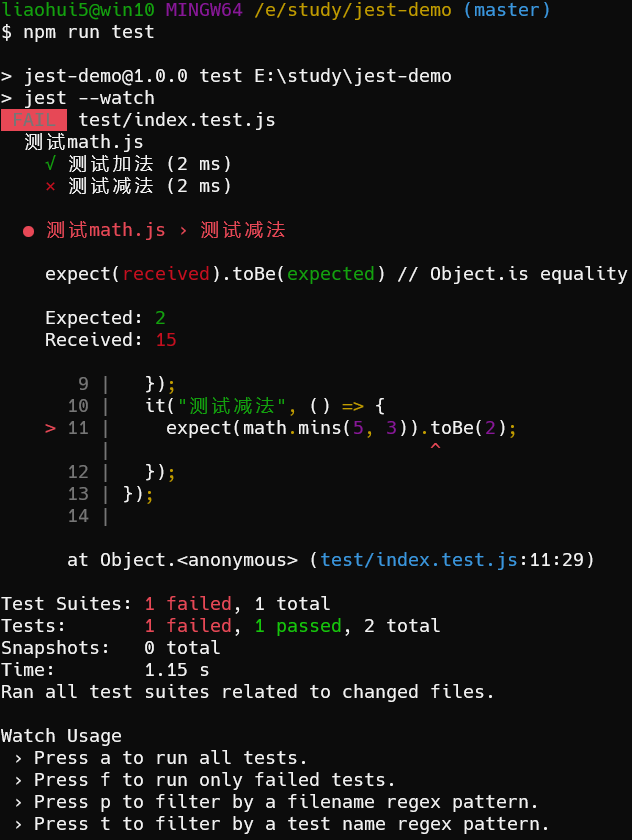 liaohui5@win10 MINGW64 /e/study/jest-demo (master)
$ npm run test

> jest-demo@1.0.0 test E:\study\jest-demo
> jest --watch
FAIL test/index.test.js
  测试math.js
    √ 测试加法 (2 ms)
    × 测试减法 (2 ms)

  ● 测试math.js › 测试减法

    expect(received).toBe(expected) // Object.is equality

    Expected: 2
    Received: 15

       9 |   });
      10 |   it("测试减法", () => {
    > 11 |     expect(math.mins(5, 3)).toBe(2);
         |                             ^
      12 |   });
      13 | });
      14 |

      at Object.<anonymous> (test/index.test.js:11:29)

Test Suites: 1 failed, 1 total
Tests:       1 failed, 1 passed, 2 total
Snapshots:   0 total
Time:        1.15 s
Ran all test suites related to changed files.

Watch Usage
 › Press a to run all tests.
 › Press f to run only failed tests.
 › Press p to filter by a filename regex pattern.
 › Press t to filter by a test name regex pattern.